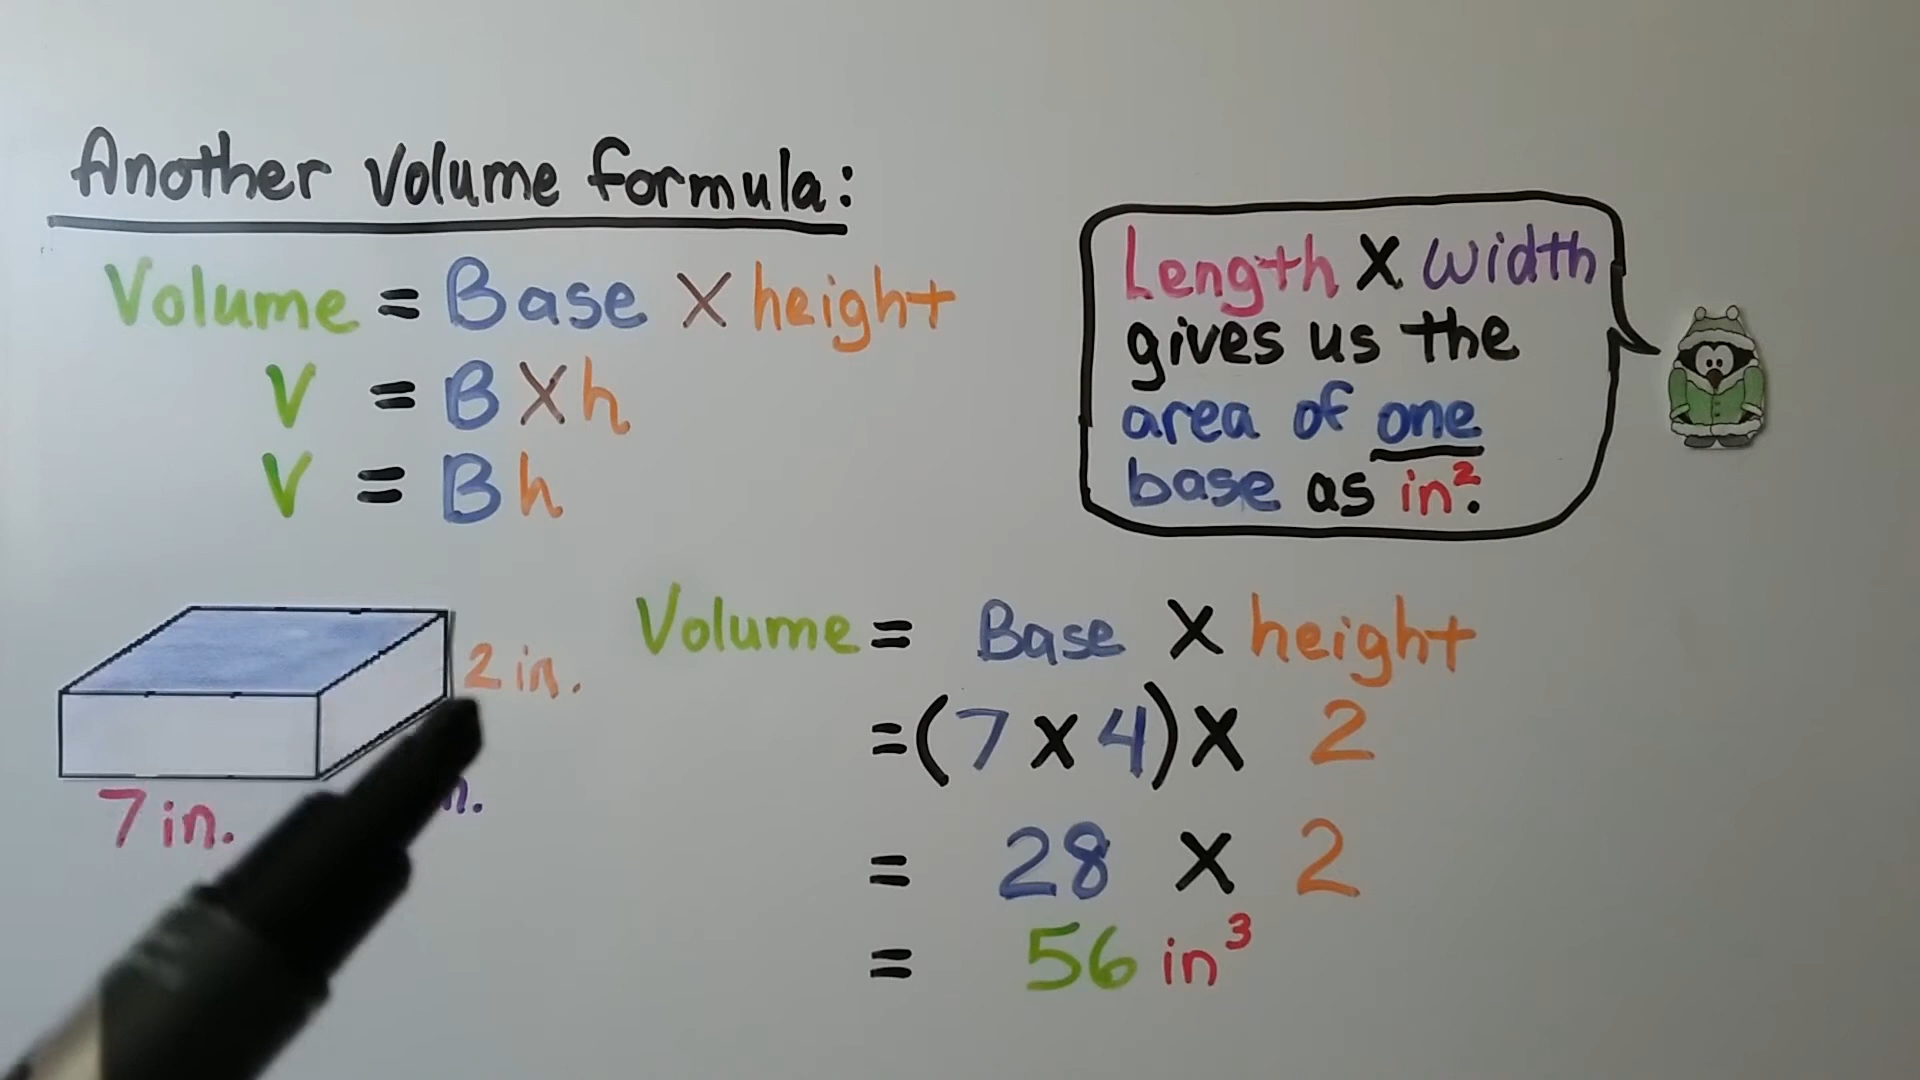 Another Volume formula:
Volume = Base X height
V = B X h
V = B h
Length X width
gives us the
area of one
base as in².
2 in.
7 in.
Volume = Base X height
= (7 x 4) X 2
= 28 X 2
= 56 in³